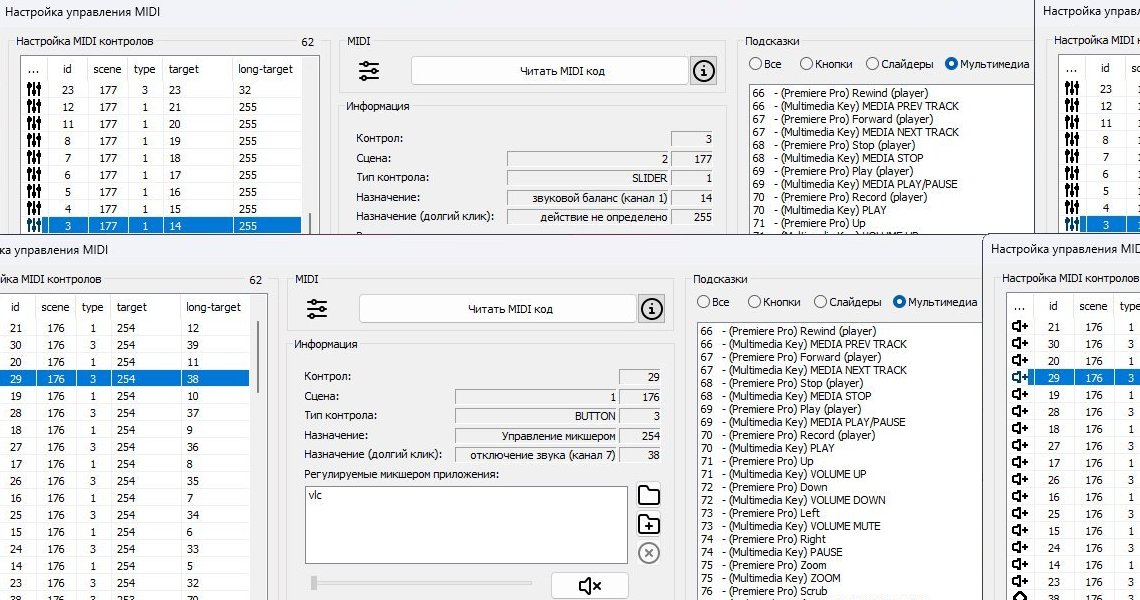 Настройка управления MIDI
Настройка MIDI контролов 62
... id scene type target long-target
23 177 3 23 32
12 177 1 21 255
11 177 1 20 255
8 177 1 19 255
7 177 1 18 255
6 177 1 17 255
5 177 1 16 255
4 177 1 15 255
3 177 1 14 255
MIDI
Читать MIDI код
Информация
Контрол: 3
Сцена: 2 177
Тип контрола: SLIDER 1
Назначение: звуковой баланс (канал 1) 14
Назначение (долгий клик): действие не определено 255
Подсказки
Все Кнопки Слайдеры Мультимедиа
66 - (Premiere Pro) Rewind (player)
66 - (Multimedia Key) MEDIA PREV TRACK
67 - (Premiere Pro) Forward (player)
67 - (Multimedia Key) MEDIA NEXT TRACK
68 - (Premiere Pro) Stop (player)
68 - (Multimedia Key) MEDIA STOP
69 - (Premiere Pro) Play (player)
69 - (Multimedia Key) MEDIA PLAY/PAUSE
70 - (Premiere Pro) Record (player)
70 - (Multimedia Key) PLAY
71 - (Premiere Pro) Up
Настройка управл
Настройка MIDI к
... id sc
23
12
11
8
7
6
5
4
3
ка управления MIDI
йка MIDI контролов 62
id scene type target long-target
21 176 1 254 12
30 176 3 254 39
20 176 1 254 11
29 176 3 254 38
19 176 1 254 10
28 176 3 254 37
18 176 1 254 9
27 176 3 254 36
17 176 1 254 8
26 176 3 254 35
16 176 1 254 7
25 176 3 254 34
15 176 1 254 6
24 176 3 254 33
14 176 1 254 5
23 176 3 254 32
38 176 1 253 70
MIDI
Читать MIDI код
Информация
Контрол: 29
Сцена: 1 176
Тип контрола: BUTTON 3
Назначение: Управление микшером 254
Назначение (долгий клик): отключение звука (канал 7) 38
Регулируемые микшером приложения:
vlc
Подсказки
Все Кнопки Слайдеры Мультимедиа
66 - (Premiere Pro) Rewind (player)
66 - (Multimedia Key) MEDIA PREV TRACK
67 - (Premiere Pro) Forward (player)
67 - (Multimedia Key) MEDIA NEXT TRACK
68 - (Premiere Pro) Stop (player)
68 - (Multimedia Key) MEDIA STOP
69 - (Premiere Pro) Play (player)
69 - (Multimedia Key) MEDIA PLAY/PAUSE
70 - (Premiere Pro) Record (player)
70 - (Multimedia Key) PLAY
71 - (Premiere Pro) Up
71 - (Multimedia Key) VOLUME UP
72 - (Premiere Pro) Down
72 - (Multimedia Key) VOLUME DOWN
73 - (Premiere Pro) Left
73 - (Multimedia Key) VOLUME MUTE
74 - (Premiere Pro) Right
74 - (Multimedia Key) PAUSE
75 - (Premiere Pro) Zoom
75 - (Multimedia Key) ZOOM
76 - (Premiere Pro) Scrub
Настройка управления MID
Настройка MIDI контролов
... id scene type
21 176 1
30 176 3
20 176 1
29 176 3
19 176 1
28 176 3
18 176 1
27 176 3
17 176 1
26 176 3
16 176 1
25 176 3
15 176 1
24 176 3
14 176 1
23 176 3
38 176 1